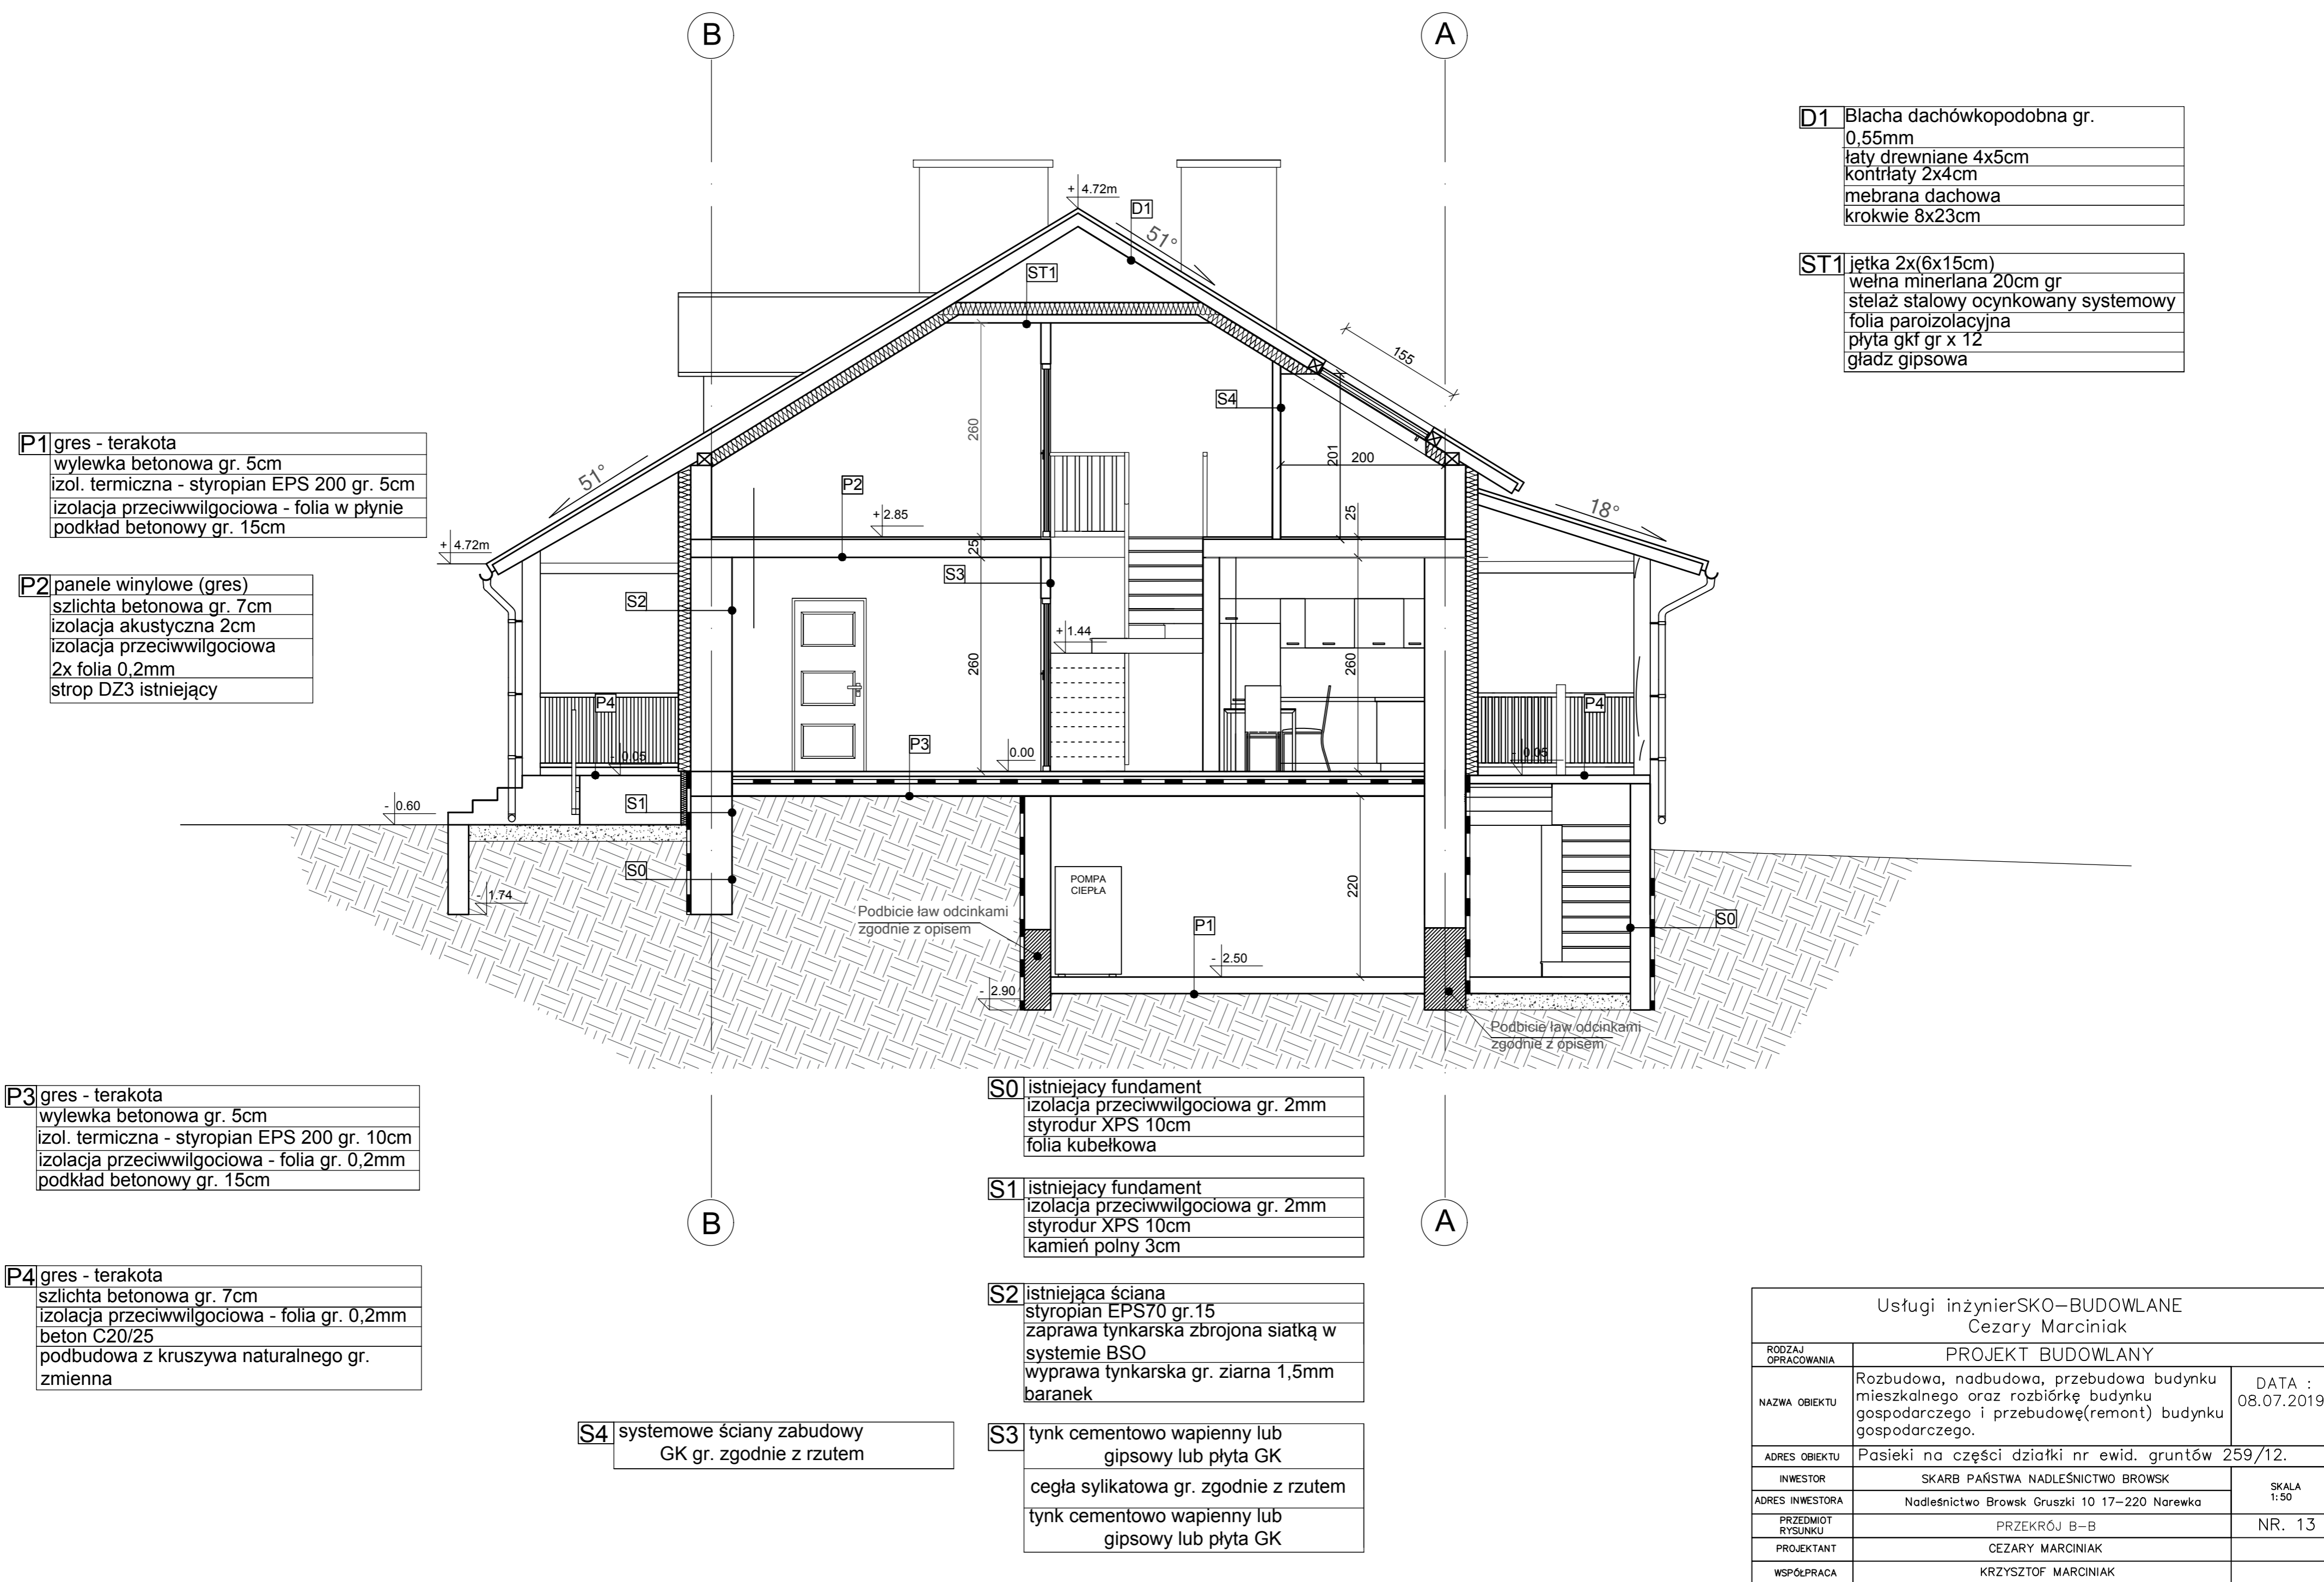 B
A
D1 Blacha dachówkopodobna gr.
0,55mm
łaty drewniane 4x5cm
kontrłaty 2x4cm
mebrana dachowa
krokwie 8x23cm
ST1 jętka 2x(6x15cm)
wełna minerlana 20cm gr
stelaż stalowy ocynkowany systemowy
folia paroizolacyjna
płyta gkf gr x 12
gładz gipsowa
P1 gres - terakota
wylewka betonowa gr. 5cm
izol. termiczna - styropian EPS 200 gr. 5cm
izolacja przeciwwilgociowa - folia w płynie
podkład betonowy gr. 15cm
P2 panele winylowe (gres)
szlichta betonowa gr. 7cm
izolacja akustyczna 2cm
izolacja przeciwwilgociowa
2x folia 0,2mm
strop DZ3 istniejący
+ 4.72m
D1
51°
ST1
155
S4
260
201
200
51°
P2
+ 2.85
25
18°
+ 4.72m
25
S3
S2
+ 1.44
260
260
P4
P4
P3
0.00
- 0.05
- 0.05
- 0.60
S1
S0
POMPA
CIEPŁA
220
- 1.74
Podbicie ław odcinkami
zgodnie z opisem
P1
S0
- 2.50
- 2.90
Podbicie ław odcinkami
zgodnie z opisem
P3 gres - terakota
wylewka betonowa gr. 5cm
izol. termiczna - styropian EPS 200 gr. 10cm
izolacja przeciwwilgociowa - folia gr. 0,2mm
podkład betonowy gr. 15cm
P4 gres - terakota
szlichta betonowa gr. 7cm
izolacja przeciwwilgociowa - folia gr. 0,2mm
beton C20/25
podbudowa z kruszywa naturalnego gr.
zmienna
B
A
S0 istniejacy fundament
izolacja przeciwwilgociowa gr. 2mm
styrodur XPS 10cm
folia kubełkowa
S1 istniejacy fundament
izolacja przeciwwilgociowa gr. 2mm
styrodur XPS 10cm
kamień polny 3cm
S2 istniejąca ściana
styropian EPS70 gr.15
zaprawa tynkarska zbrojona siatką w
systemie BSO
wyprawa tynkarska gr. ziarna 1,5mm
baranek
S4 systemowe ściany zabudowy
GK gr. zgodnie z rzutem
S3 tynk cementowo wapienny lub
gipsowy lub płyta GK
cegła sylikatowa gr. zgodnie z rzutem
tynk cementowo wapienny lub
gipsowy lub płyta GK
Usługi inżynierSKO–BUDOWLANE
Cezary Marciniak
RODZAJ
OPRACOWANIA
PROJEKT BUDOWLANY
NAZWA OBIEKTU
Rozbudowa, nadbudowa, przebudowa budynku
mieszkalnego oraz rozbiórkę budynku
gospodarczego i przebudowę(remont) budynku
gospodarczego.
DATA :
08.07.2019
ADRES OBIEKTU Pasieki na części działki nr ewid. gruntów 259/12.
INWESTOR SKARB PAŃSTWA NADLEŚNICTWO BROWSK
SKALA
1:50
ADRES INWESTORA Nadleśnictwo Browsk Gruszki 10 17–220 Narewka
PRZEDMIOT
RYSUNKU
PRZEKRÓJ B–B
NR. 13
PROJEKTANT CEZARY MARCINIAK
WSPÓŁPRACA KRZYSZTOF MARCINIAK